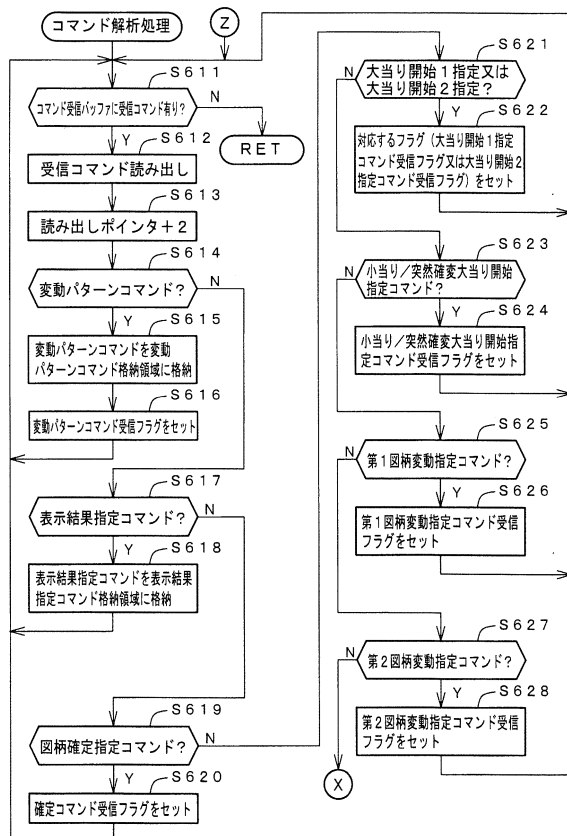 コマンド解析処理
Z
S611
コマンド受信バッファに受信コマンド有り?
N
Y
RET
S612
受信コマンド読み出し
S613
読み出しポインタ+2
S614
変動パターンコマンド?
N
Y
S615
変動パターンコマンドを変動
パターンコマンド格納領域に格納
S616
変動パターンコマンド受信フラグをセット
S617
表示結果指定コマンド?
N
Y
S618
表示結果指定コマンドを表示結果
指定コマンド格納領域に格納
S619
図柄確定指定コマンド?
N
Y
S620
確定コマンド受信フラグをセット
S621
N
大当り開始1指定又は
大当り開始2指定?
Y
S622
対応するフラグ(大当り開始1指定
コマンド受信フラグ又は大当り開始2
指定コマンド受信フラグ)をセット
S623
N
小当り/突然確変大当り開始
指定コマンド?
Y
S624
小当り/突然確変大当り開始指
定コマンド受信フラグをセット
S625
N
第1図柄変動指定コマンド?
Y
S626
第1図柄変動指定コマンド受信
フラグをセット
S627
N
第2図柄変動指定コマンド?
Y
S628
第2図柄変動指定コマンド受信
フラグをセット
X